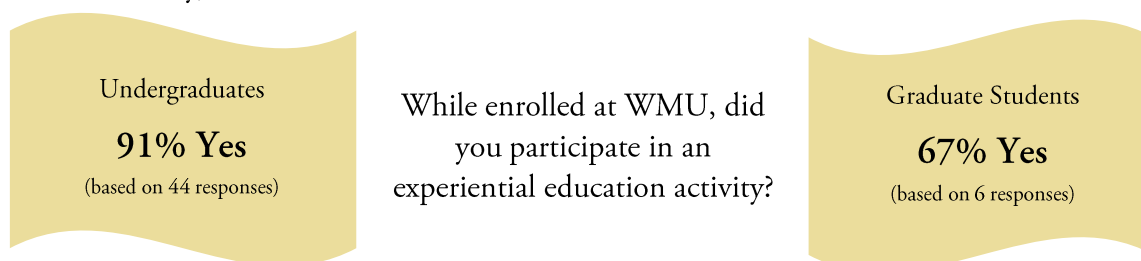 Undergraduates
91% Yes
(based on 44 responses)
While enrolled at WMU, did
you participate in an
experiential education activity?
Graduate Students
67% Yes
(based on 6 responses)